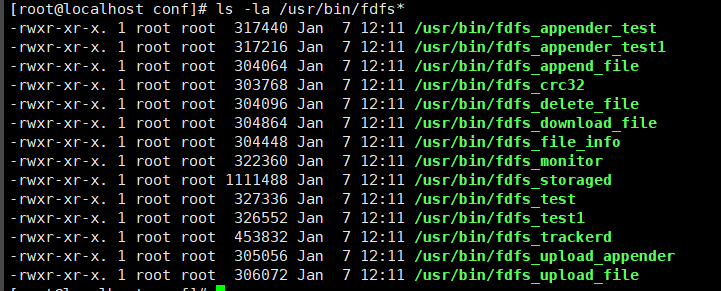 [root@localhost conf]# ls -la /usr/bin/fdfs*
-rwxr-xr-x. 1 root root  317440 Jan  7 12:11 /usr/bin/fdfs_appender_test
-rwxr-xr-x. 1 root root  317216 Jan  7 12:11 /usr/bin/fdfs_appender_test1
-rwxr-xr-x. 1 root root  304064 Jan  7 12:11 /usr/bin/fdfs_append_file
-rwxr-xr-x. 1 root root  303768 Jan  7 12:11 /usr/bin/fdfs_crc32
-rwxr-xr-x. 1 root root  304096 Jan  7 12:11 /usr/bin/fdfs_delete_file
-rwxr-xr-x. 1 root root  304864 Jan  7 12:11 /usr/bin/fdfs_download_file
-rwxr-xr-x. 1 root root  304448 Jan  7 12:11 /usr/bin/fdfs_file_info
-rwxr-xr-x. 1 root root  322360 Jan  7 12:11 /usr/bin/fdfs_monitor
-rwxr-xr-x. 1 root root 1111488 Jan  7 12:11 /usr/bin/fdfs_storaged
-rwxr-xr-x. 1 root root  327336 Jan  7 12:11 /usr/bin/fdfs_test
-rwxr-xr-x. 1 root root  326552 Jan  7 12:11 /usr/bin/fdfs_test1
-rwxr-xr-x. 1 root root  453832 Jan  7 12:11 /usr/bin/fdfs_trackerd
-rwxr-xr-x. 1 root root  305056 Jan  7 12:11 /usr/bin/fdfs_upload_appender
-rwxr-xr-x. 1 root root  306072 Jan  7 12:11 /usr/bin/fdfs_upload_file
[root@localhost conf]#